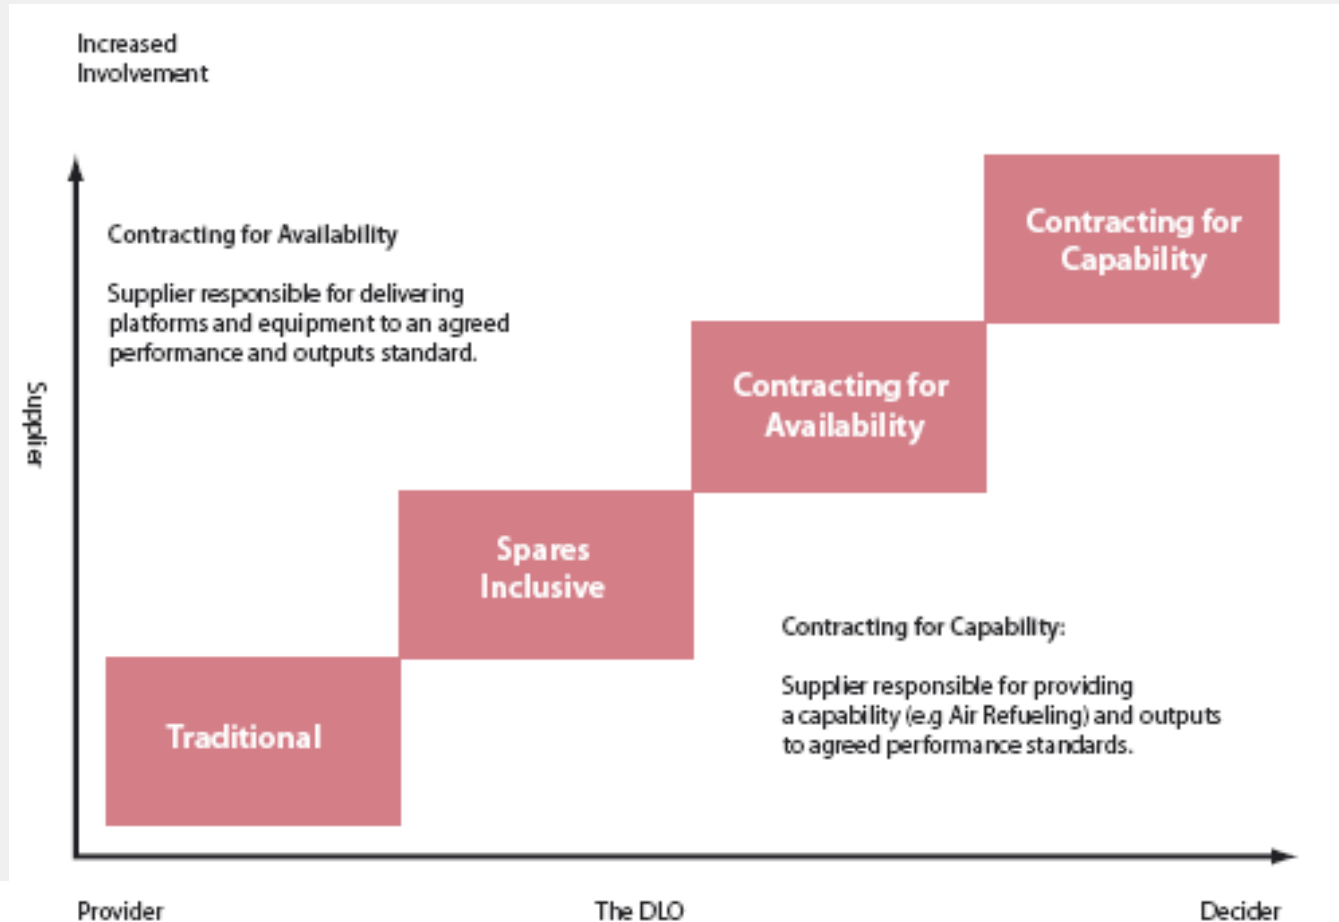 Increased
Involvement
Contracting for Availability
Supplier responsible for delivering
platforms and equipment to an agreed
performance and outputs standard.
Supplier
Contracting for
Capability
Contracting for
Availability
Spares
Inclusive
Traditional
Contracting for Capability:
Supplier responsible for providing
a capability (e.g Air Refueling) and outputs
to agreed performance standards.
Provider
The DLO
Decider